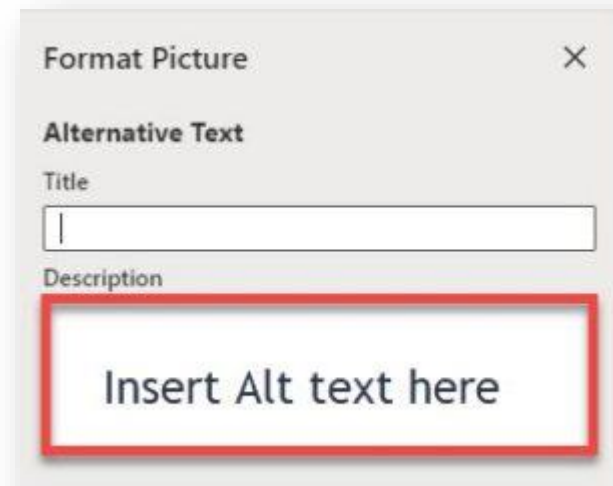 Format Picture
Alternative Text
Title
Description
Insert Alt text here